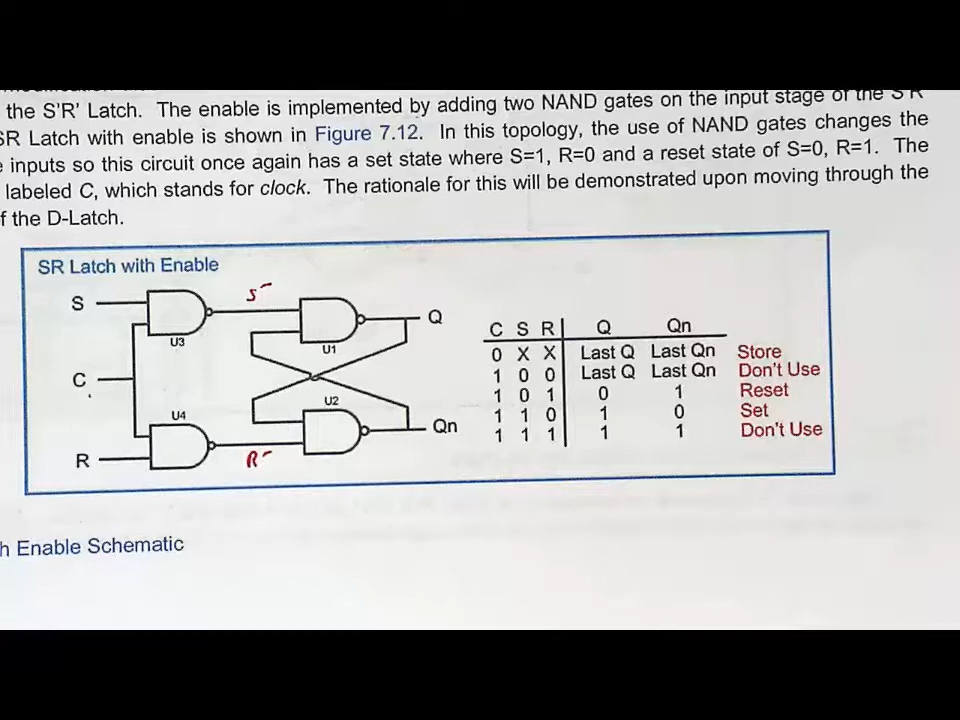 the S'R' Latch. The enable is implemented by adding two NAND gates on the input stage of the S'R'
SR Latch with enable is shown in Figure 7.12. In this topology, the use of NAND gates changes the
inputs so this circuit once again has a set state where S=1, R=0 and a reset state of S=0, R=1. The
labeled C, which stands for clock. The rationale for this will be demonstrated upon moving through the
of the D-Latch.
SR Latch with Enable
S
U3
S-
U1
Q
C
U4
U2
Qn
R
R-
C S R Q Qn
0 X X Last Q Last Qn Store
1 0 0 Last Q Last Qn Don't Use
1 0 1 0 1 Reset
1 1 0 1 0 Set
1 1 1 1 1 Don't Use
h Enable Schematic